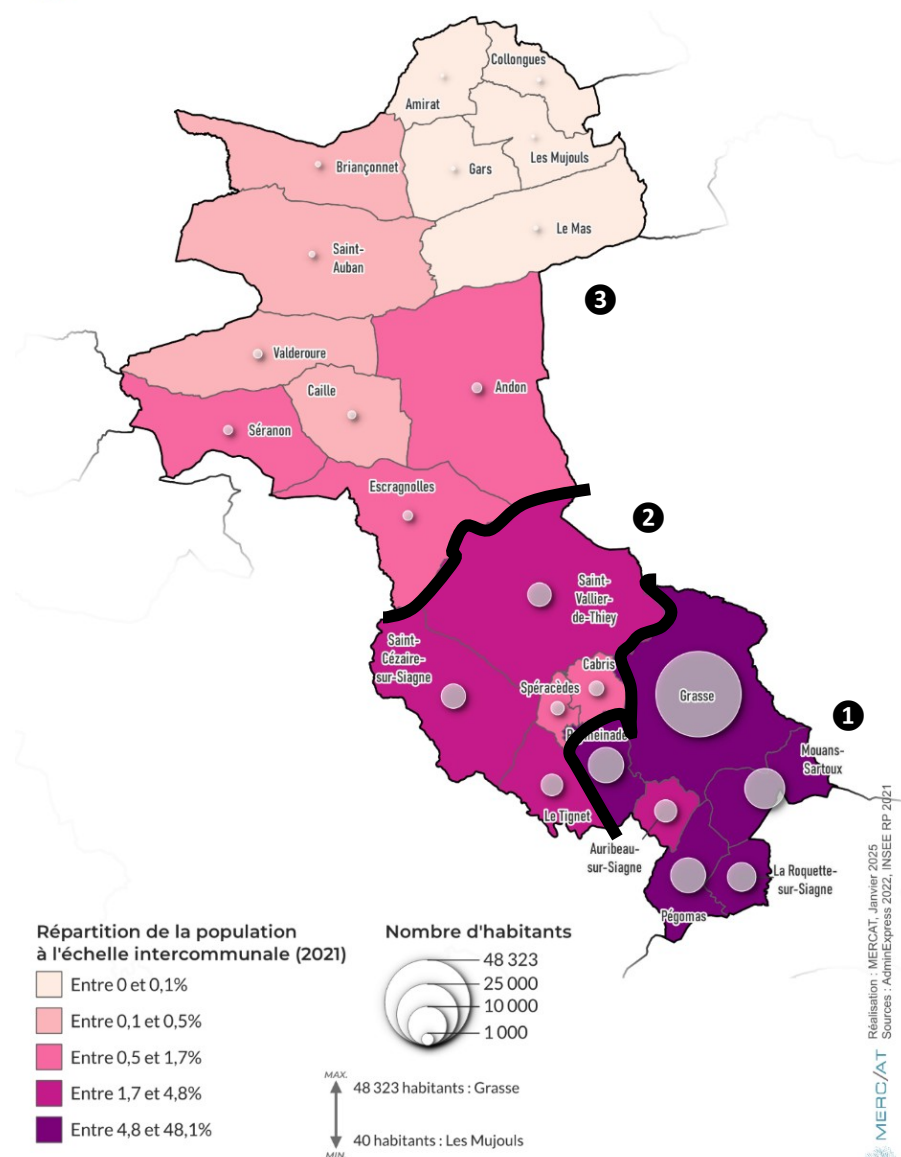 Collongues
Amirat
Les Mujouls
Briançonnet
Gars
Le Mas
Saint-
Auban
❸
Valderoure
Caille
Andon
Séranon
Escragnolles
❷
Saint-
Vallier-
de-Thiey
Saint-
Cézaire-
sur-Siagne
Cabris
Spéracèdes
Grasse
❶
Mouans-
Sartoux
Le Tignet
Auribeau-
sur-Siagne
La Roquette-
sur-Siagne
Pégomas
Répartition de la population
à l'échelle intercommunale (2021)
Entre 0 et 0,1%
Entre 0,1 et 0,5%
Entre 0,5 et 1,7%
Entre 1,7 et 4,8%
Entre 4,8 et 48,1%
Nombre d'habitants
48 323
25 000
10 000
1 000
MAX.
48 323 habitants : Grasse
40 habitants : Les Mujouls
MIN.
MERC/AT
Réalisation : MERCAT, Janvier 2025
Sources : AdminExpress 2022, INSEE RP 2021